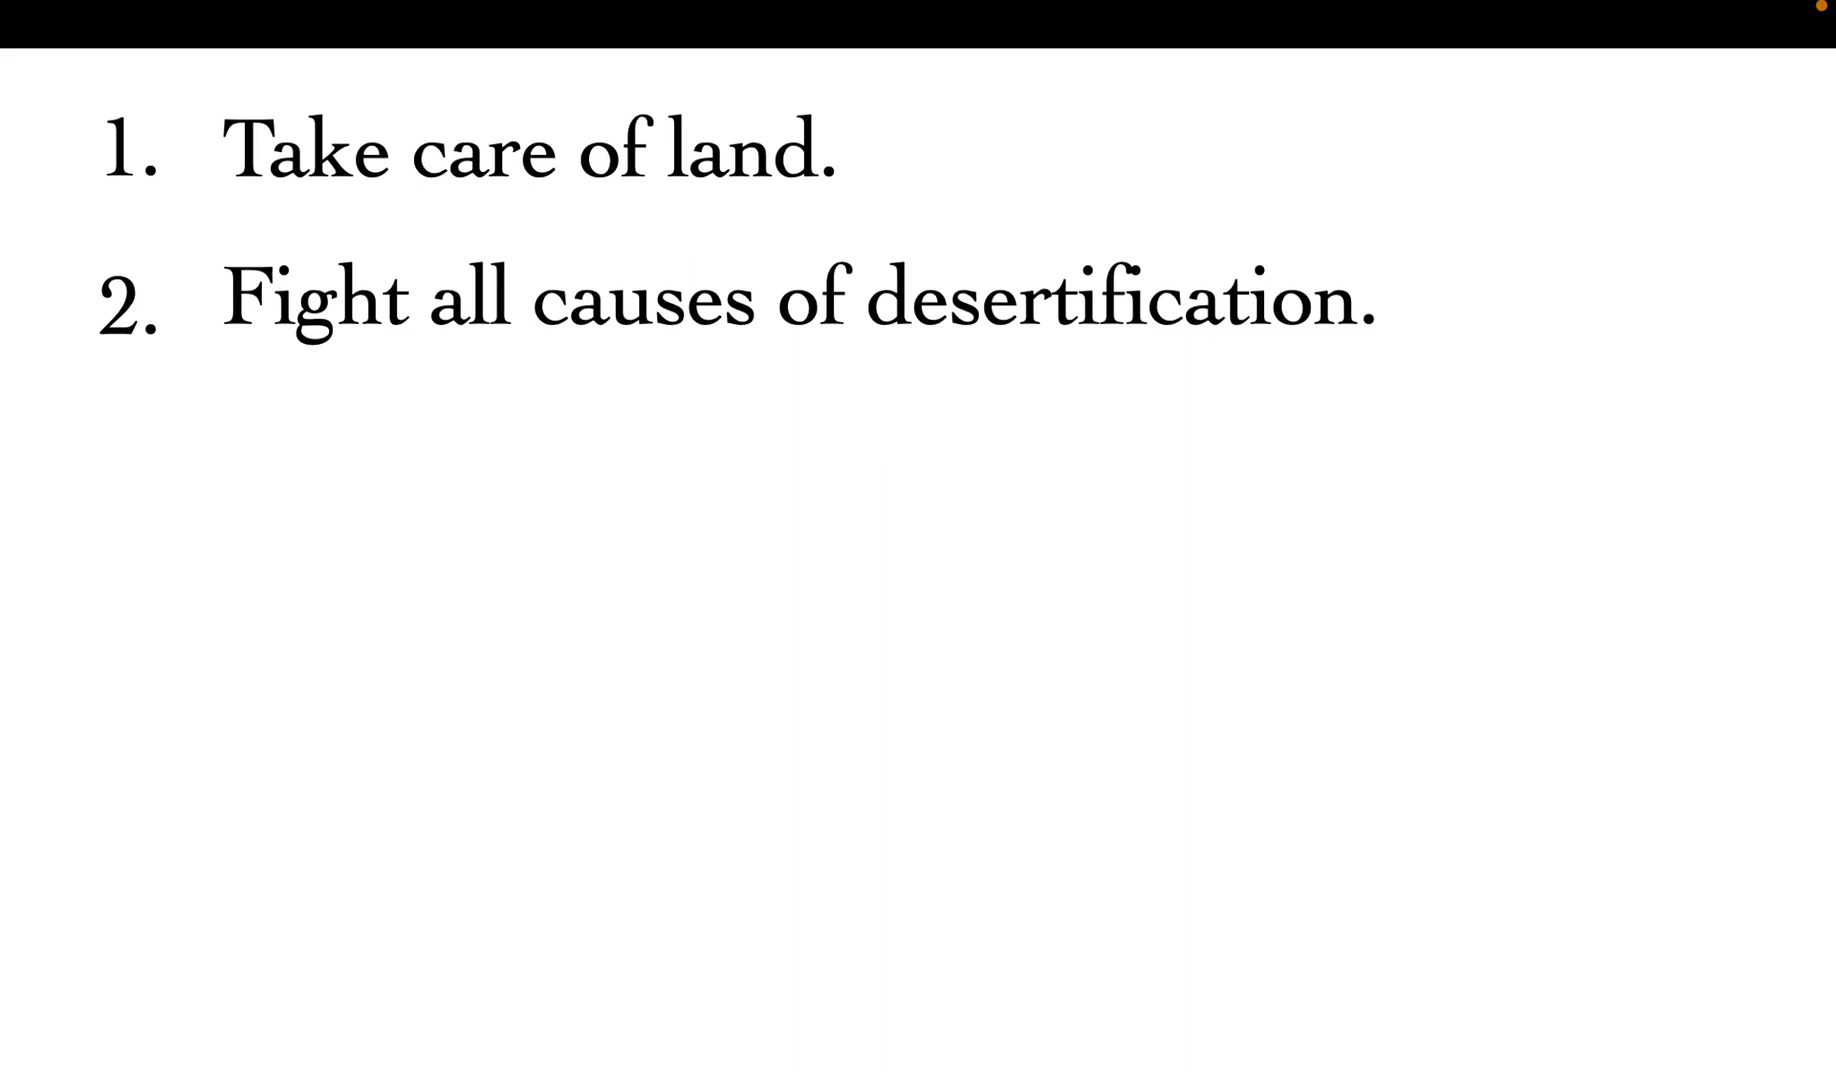 1. Take care of land.
2. Fight all causes of desertification.